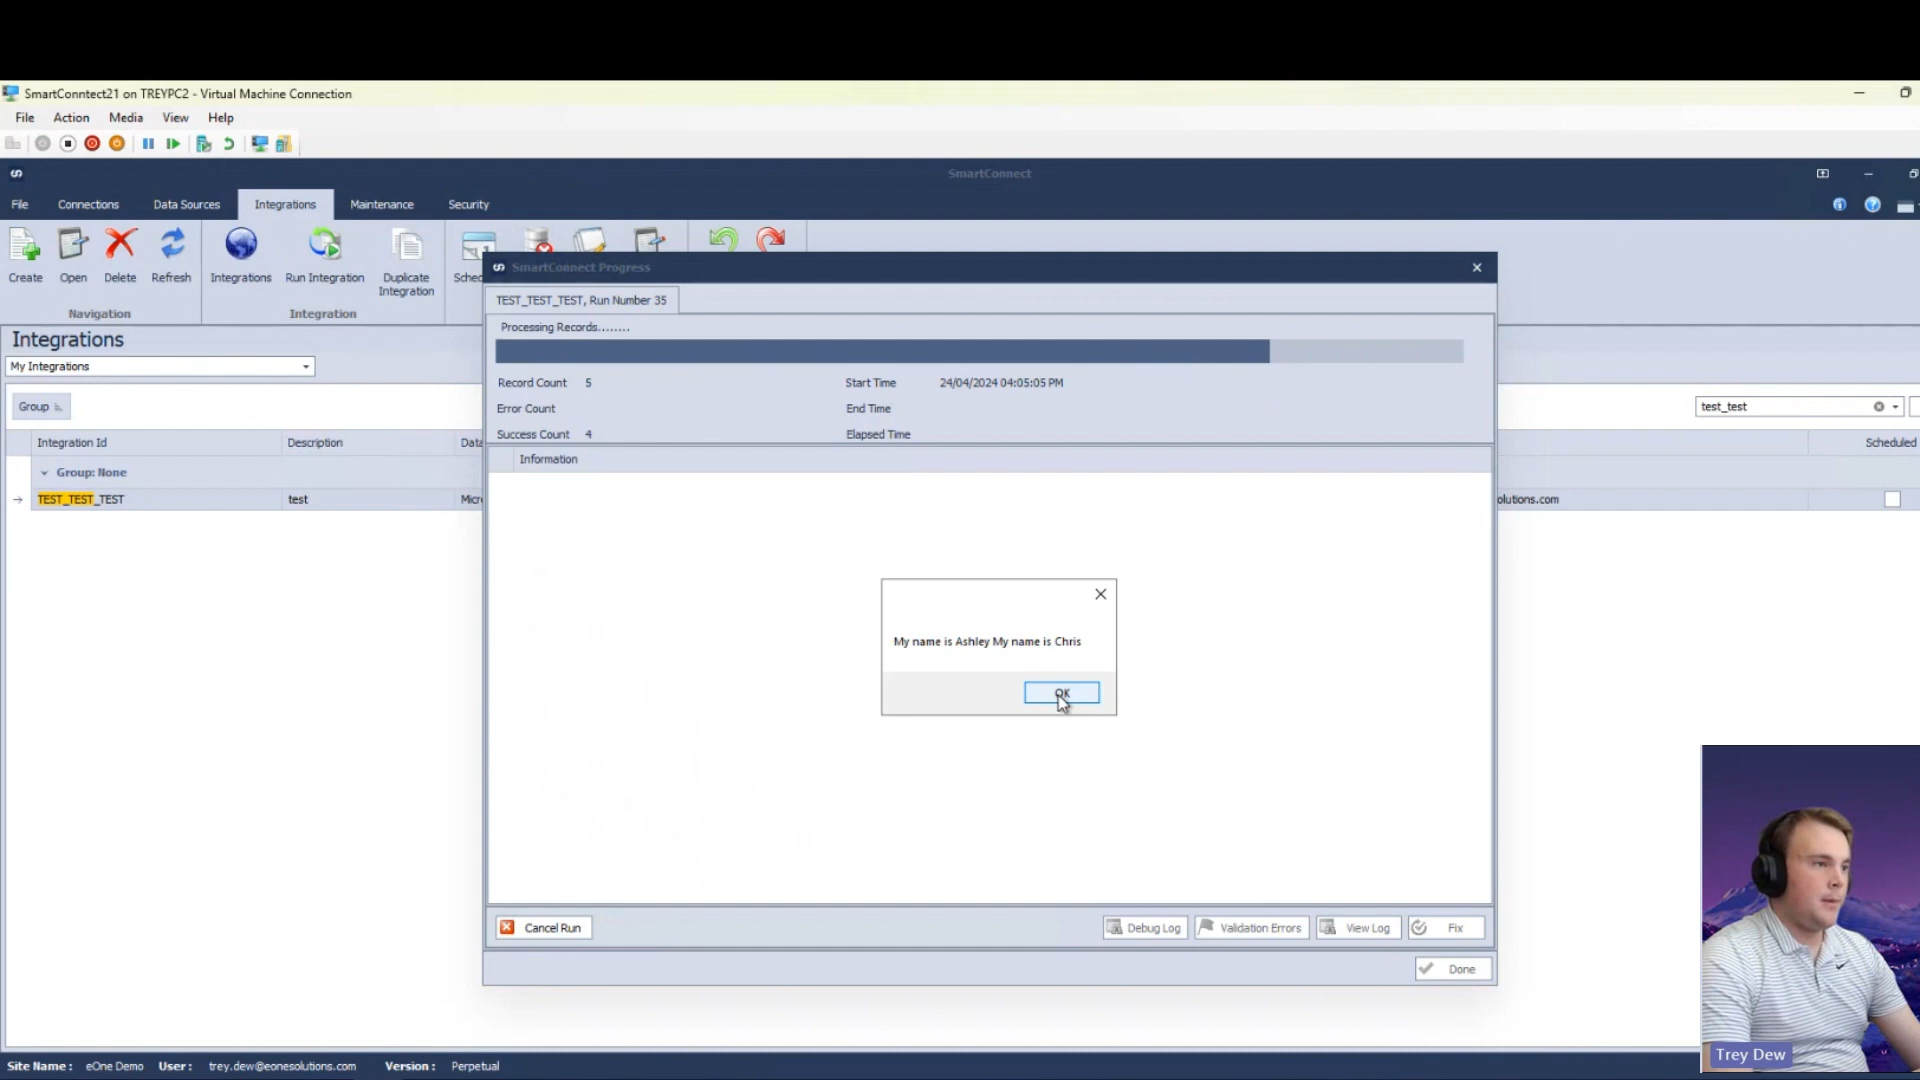 SmartConntect21 on TREYPC2 - Virtual Machine Connection
File Action Media View Help
SmartConnect
File Connections Data Sources Integrations Maintenance Security
Create Open Delete Refresh Integrations Run Integration Duplicate Integration
Navigation Integration
SmartConnect Progress
TEST_TEST_TEST, Run Number 35
Processing Records........
Record Count 5 Start Time 24/04/2024 04:05:05 PM
Error Count End Time
Success Count 4 Elapsed Time
Information
Integrations
My Integrations
Group test_test
Integration Id Description Scheduled
Group: None
TEST_TEST_TEST test olutions.com
My name is Ashley My name is Chris
OK
Cancel Run Debug Log Validation Errors View Log Fix
Done
Trey Dew
Site Name : eOne Demo User : trey.dew@eonesolutions.com Version : Perpetual